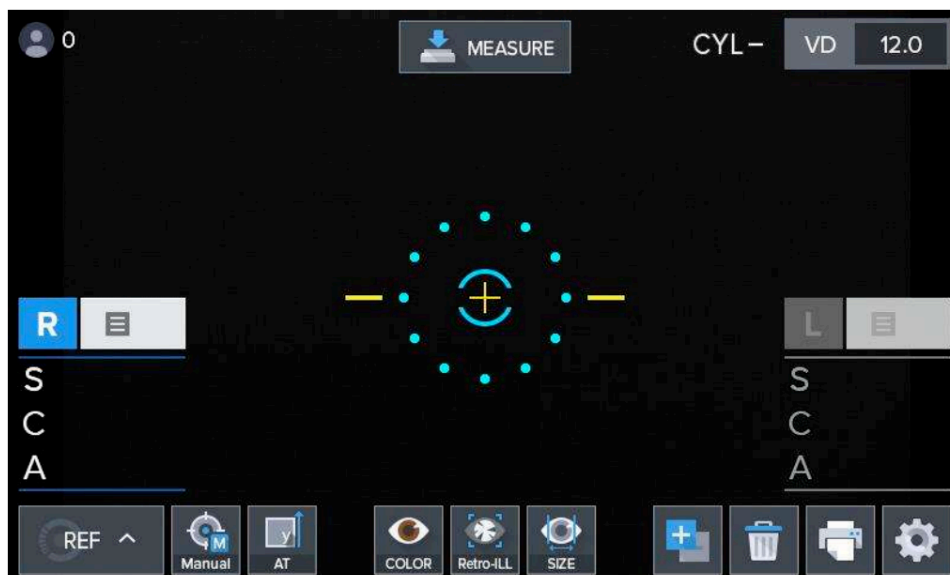 0
MEASURE
CYL-
VD 12.0
R
L
S
C
A
S
C
A
REF
Manual
M
y
AT
COLOR
Retro-ILL
SIZE